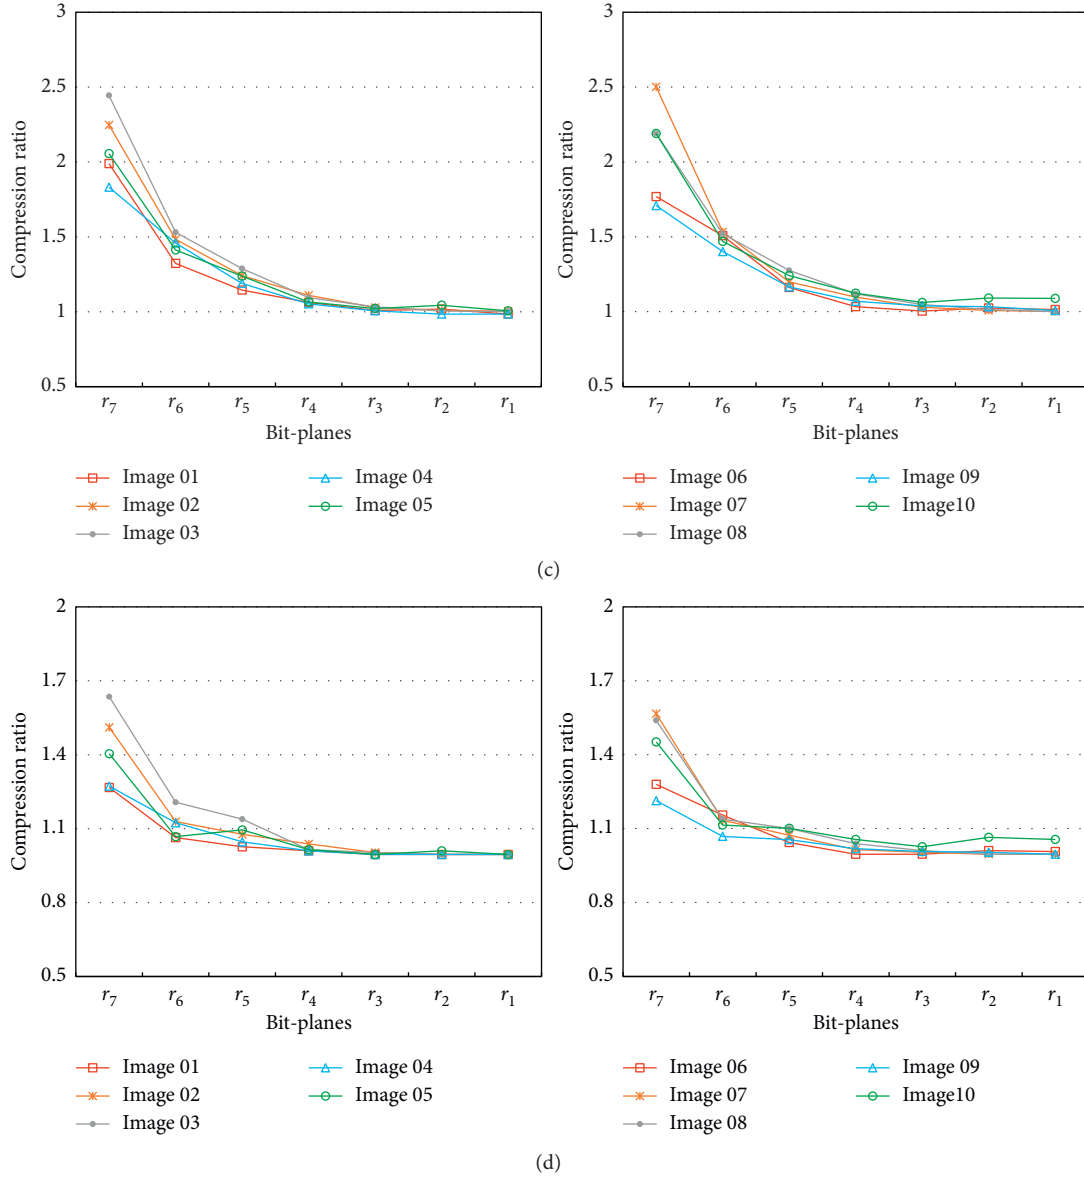 3
2.5
2
1.5
1
0.5
Compression ratio
r7 r6 r5 r4 r3 r2 r1
Bit-planes
Image 01
Image 02
Image 03
Image 04
Image 05
3
2.5
2
1.5
1
0.5
Compression ratio
r7 r6 r5 r4 r3 r2 r1
Bit-planes
Image 06
Image 07
Image 08
Image 09
Image10
(c)
2
1.7
1.4
1.1
0.8
0.5
Compression ratio
r7 r6 r5 r4 r3 r2 r1
Bit-planes
Image 01
Image 02
Image 03
Image 04
Image 05
2
1.7
1.4
1.1
0.8
0.5
Compression ratio
r7 r6 r5 r4 r3 r2 r1
Bit-planes
Image 06
Image 07
Image 08
Image 09
Image10
(d)